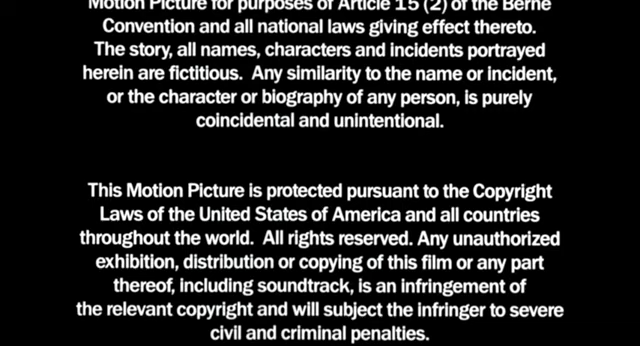 Motion Picture for purposes of Article 15 (2) of the Berne
Convention and all national laws giving effect thereto.
The story, all names, characters and incidents portrayed
herein are fictitious.  Any similarity to the name or incident,
or the character or biography of any person, is purely
coincidental and unintentional.
This Motion Picture is protected pursuant to the Copyright
Laws of the United States of America and all countries
throughout the world.  All rights reserved. Any unauthorized
exhibition, distribution or copying of this film or any part
thereof, including soundtrack, is an infringement of
the relevant copyright and will subject the infringer to severe
civil and criminal penalties.